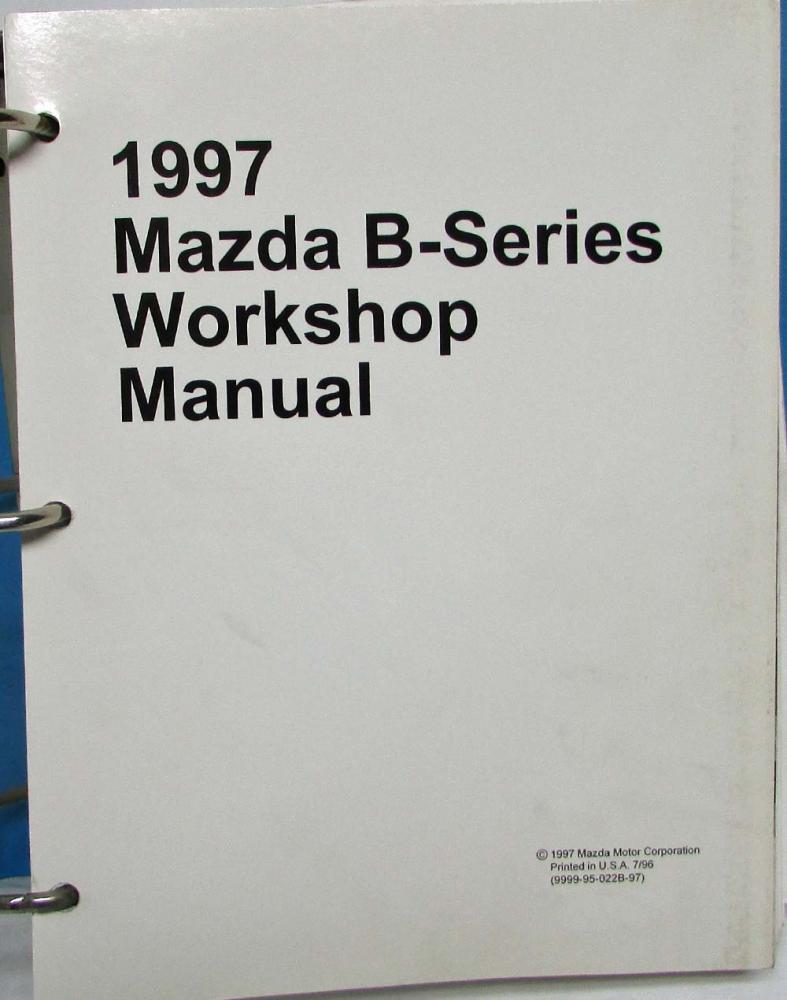 1997
Mazda B-Series
Workshop
Manual
© 1997 Mazda Motor Corporation
Printed in U.S.A. 7/96
(9999-95-022B-97)